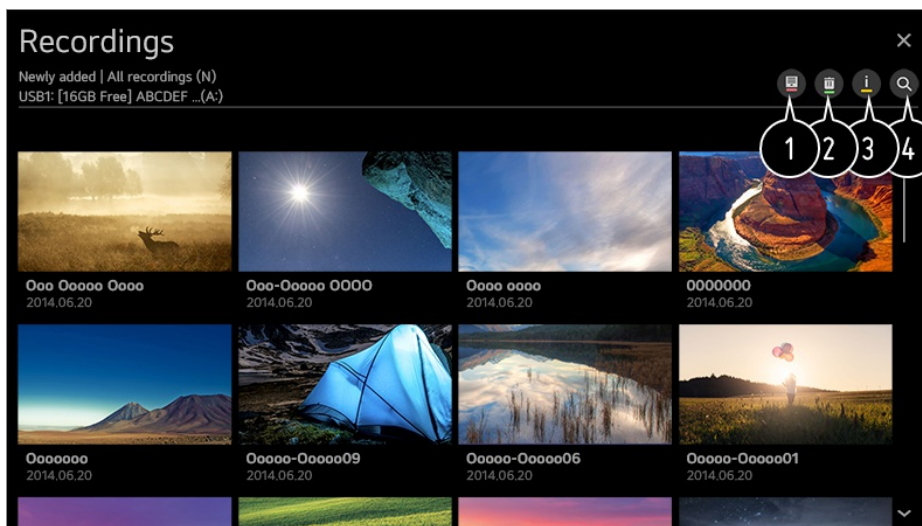 Recordings
Newly added | All recordings (N)
USB1: [16GB Free] ABCDEF ...(A:)
1 2 3 4
Ooo Ooooo Oooo
2014.06.20
Ooo-Ooooo OOOO
2014.06.20
Oooo oooo
2014.06.20
OOOOOOOO
2014.06.20
Ooooooo
2014.06.20
Ooooo-Ooooo09
2014.06.20
Ooooo-Ooooo06
2014.06.20
Ooooo-Ooooo01
2014.06.20